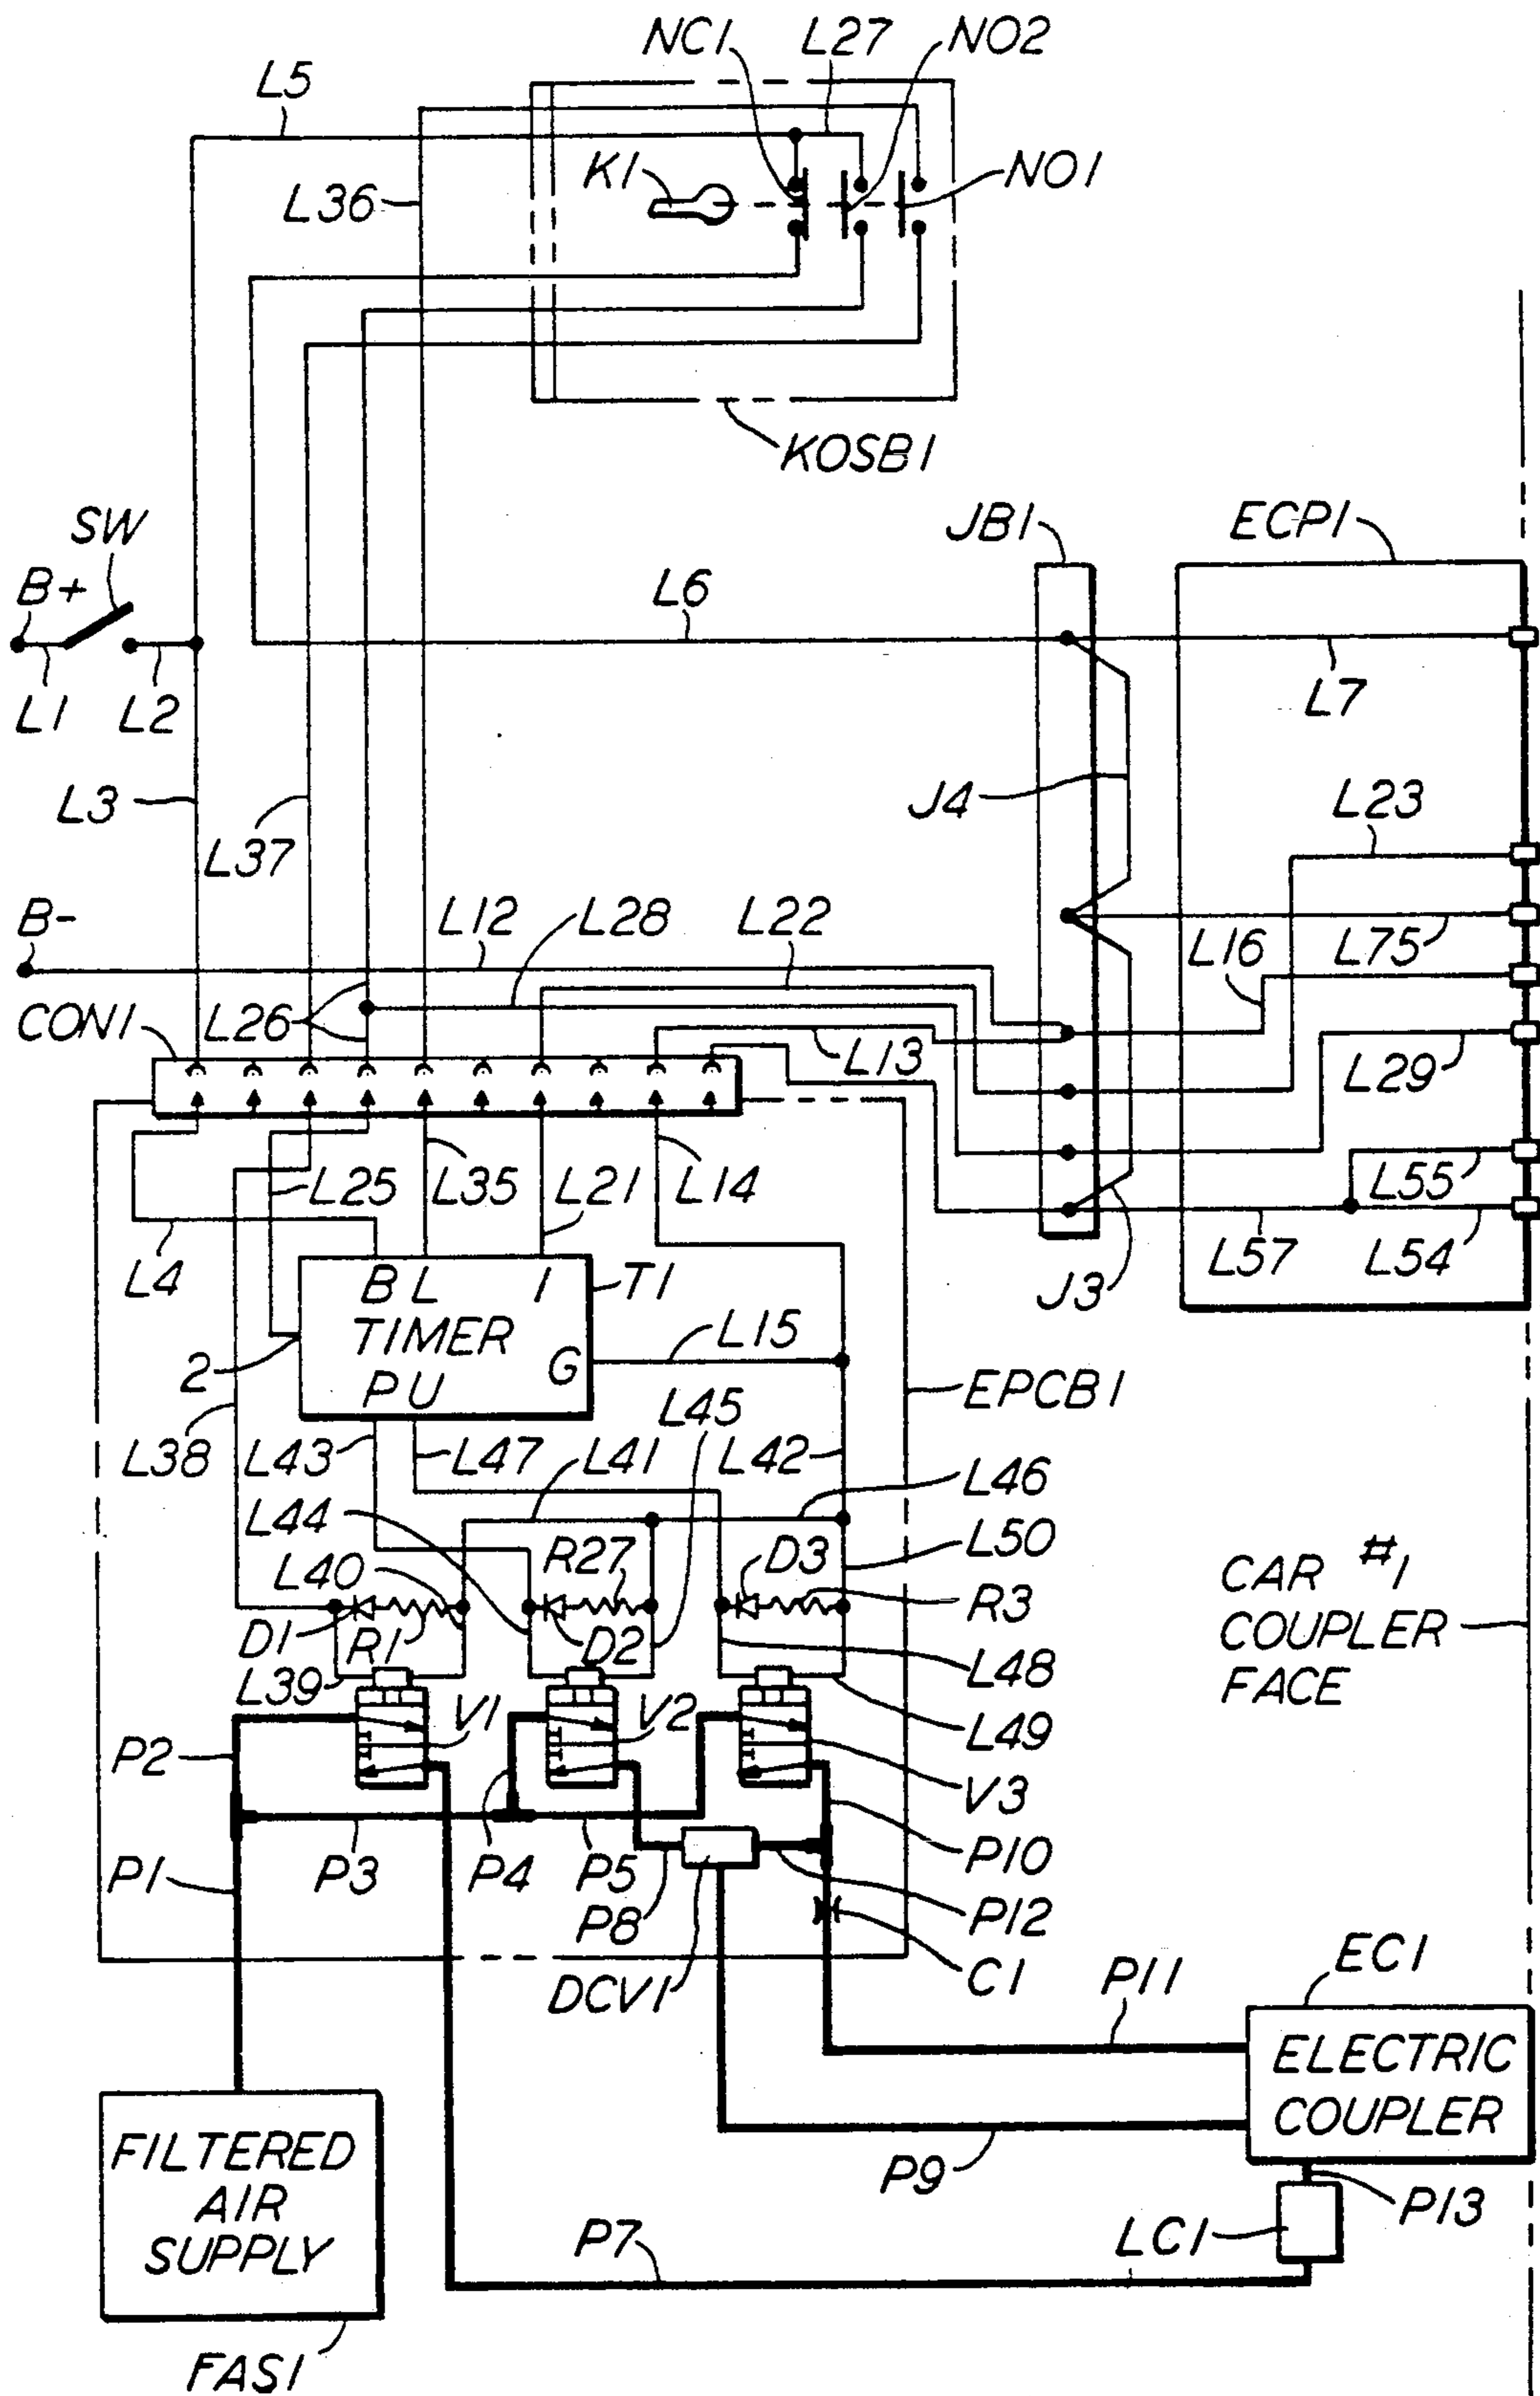 NC1
L27
NO2
L5
K1
NO1
L36
KOSB1
SW
JB1
ECP1
B+
L6
L1
L2
L7
L3
J4
L23
L37
B-
L12
L28
L22
L16
L75
CON1
L26
L13
L29
L25
L35
L21
L14
L55
L4
L57
L54
J3
B L I
T1
TIMER
L15
2
G
P U
EPCB1
L45
L38
L43
L47
L41
L42
L46
L44
R27
D3
L50
L40
R3
D1
R1
D2
L48
L39
CAR #1
COUPLER
FACE
V1
V2
L49
P2
V3
P1
P3
P4
P5
P10
P8
P12
DCV1
C1
P11
EC1
ELECTRIC
COUPLER
FILTERED
AIR
SUPPLY
P9
P13
P7
LC1
FAS1